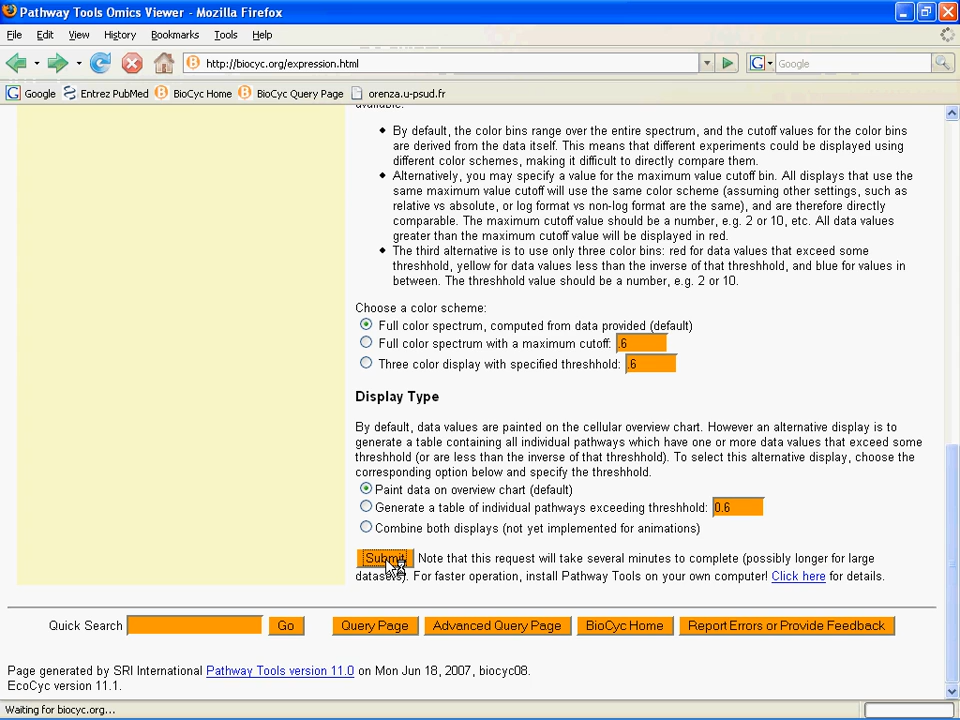 Pathway Tools Omics Viewer - Mozilla Firefox
File Edit View History Bookmarks Tools Help
http://biocyc.org/expression.html
Google
Google Entrez PubMed BioCyc Home BioCyc Query Page orenza.u-psud.fr
available.
By default, the color bins range over the entire spectrum, and the cutoff values for the color bins
are derived from the data itself. This means that different experiments could be displayed using
different color schemes, making it difficult to directly compare them.
Alternatively, you may specify a value for the maximum value cutoff bin. All displays that use the
same maximum value cutoff will use the same color scheme (assuming other settings, such as
relative vs absolute, or log format vs non-log format are the same), and are therefore directly
comparable. The maximum cutoff value should be a number, e.g. 2 or 10, etc. All data values
greater than the maximum cutoff value will be displayed in red.
The third alternative is to use only three color bins: red for data values that exceed some
threshhold, yellow for data values less than the inverse of that threshhold, and blue for values in
between. The threshhold value should be a number, e.g. 2 or 10.
Choose a color scheme:
Full color spectrum, computed from data provided (default)
Full color spectrum with a maximum cutoff: .6
Three color display with specified threshhold: .6
Display Type
By default, data values are painted on the cellular overview chart. However an alternative display is to
generate a table containing all individual pathways which have one or more data values that exceed some
threshhold (or are less than the inverse of that threshhold). To select this alternative display, choose the
corresponding option below and specify the threshhold.
Paint data on overview chart (default)
Generate a table of individual pathways exceeding threshhold: 0.6
Combine both displays (not yet implemented for animations)
Submit Note that this request will take several minutes to complete (possibly longer for large
datasets). For faster operation, install Pathway Tools on your own computer! Click here for details.
Quick Search Go Query Page Advanced Query Page BioCyc Home Report Errors or Provide Feedback
Page generated by SRI International Pathway Tools version 11.0 on Mon Jun 18, 2007, biocyc08.
EcoCyc version 11.1.
Waiting for biocyc.org...